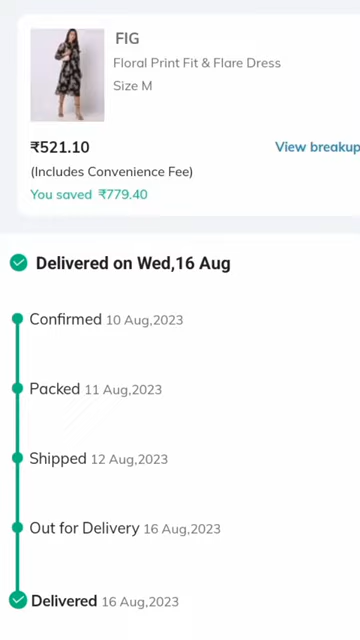 FIG
Floral Print Fit & Flare Dress
Size M
₹521.10
View breakup
(Includes Convenience Fee)
You saved ₹779.40
Delivered on Wed,16 Aug
Confirmed 10 Aug,2023
Packed 11 Aug,2023
Shipped 12 Aug,2023
Out for Delivery 16 Aug,2023
Delivered 16 Aug,2023